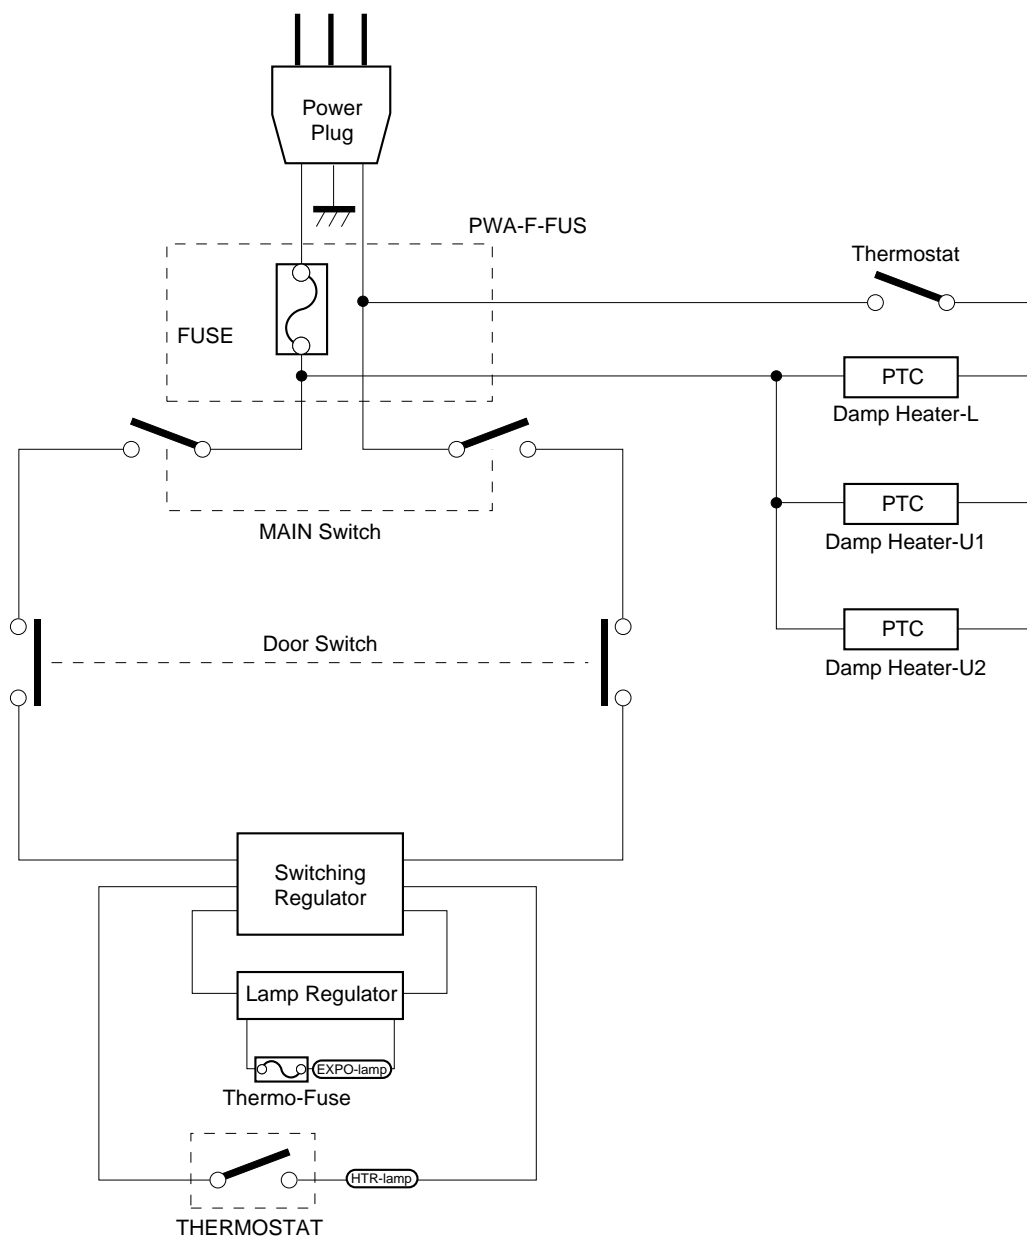 Power
Plug
PWA-F-FUS
Thermostat
FUSE
PTC
Damp Heater-L
MAIN Switch
PTC
Damp Heater-U1
Door Switch
PTC
Damp Heater-U2
Switching
Regulator
Lamp Regulator
EXPO-lamp
Thermo-Fuse
HTR-lamp
THERMOSTAT